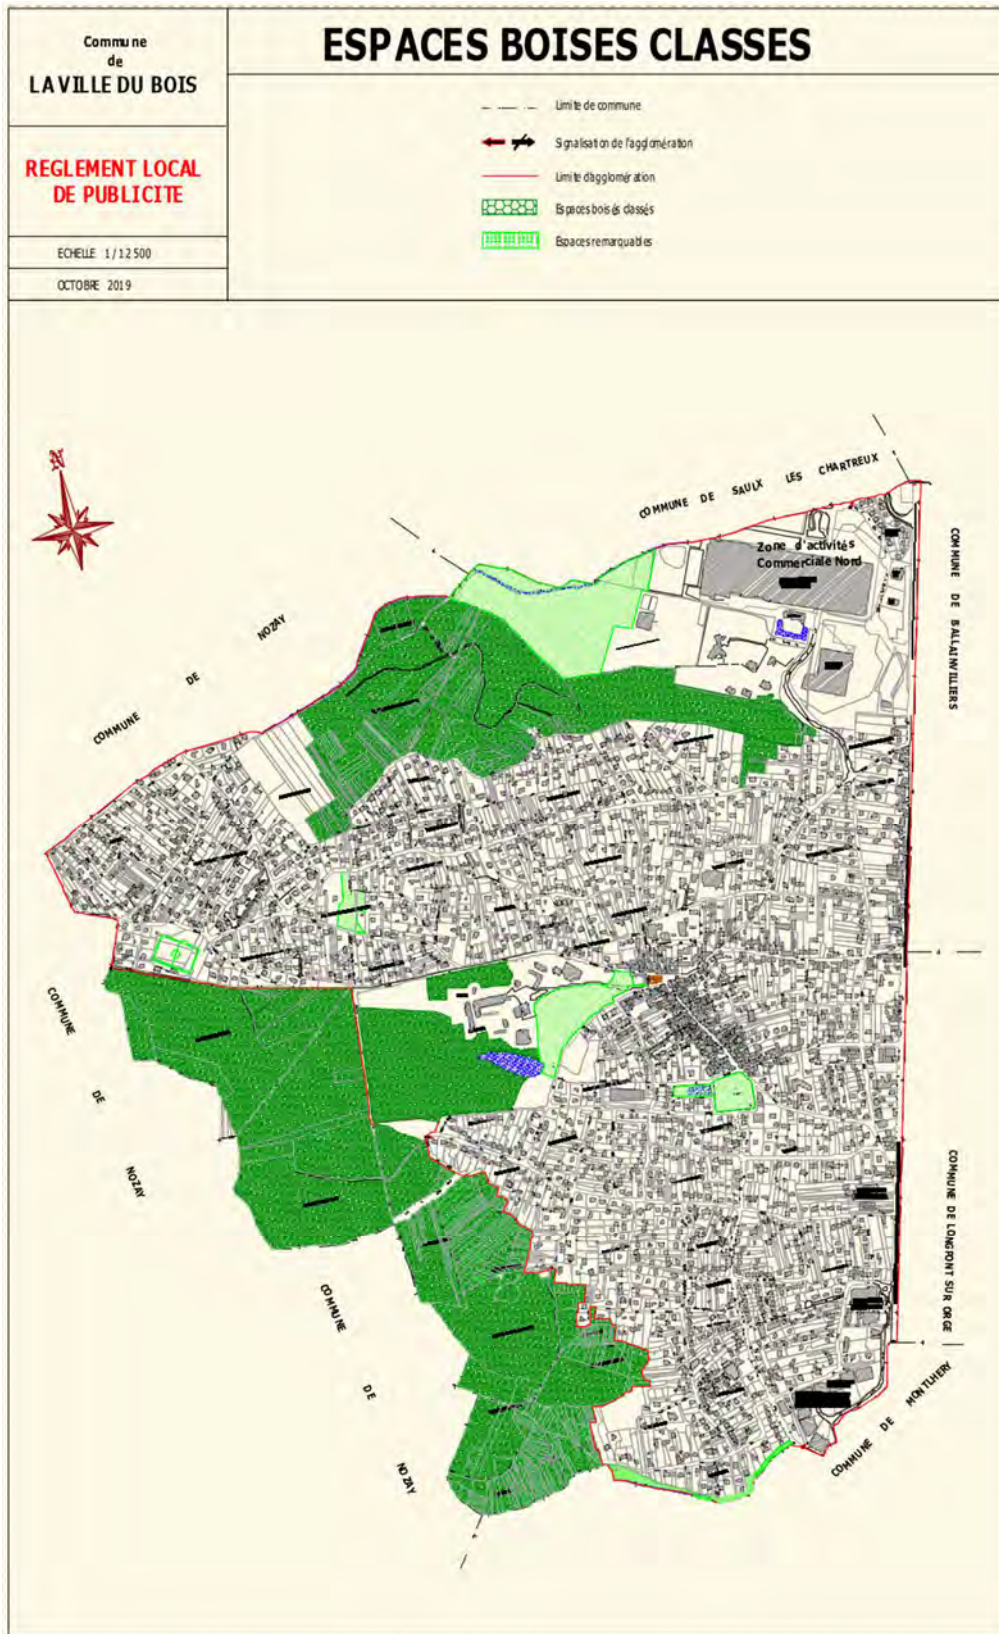 Commune
de
LA VILLE DU BOIS
REGLEMENT LOCAL
DE PUBLICITE
ECHELLE 1/12 500
OCTOBRE 2019
ESPACES BOISES CLASSES
Limite de commune
Signalisation de l'agglomération
Limite d'agglomération
Espaces boisés classés
Espaces remarquables
N
COMMUNE DE SAULX LES CHARTREUX
Zone d'activités
Commerciale Nord
COMMUNE DE BALLAINVILLIERS
COMMUNE DE NOZAY
COMMUNE DE NOZAY
COMMUNE DE NOZAY
COMMUNE DE LONGPONT SUR ORGE
COMMUNE DE MONTLHERY